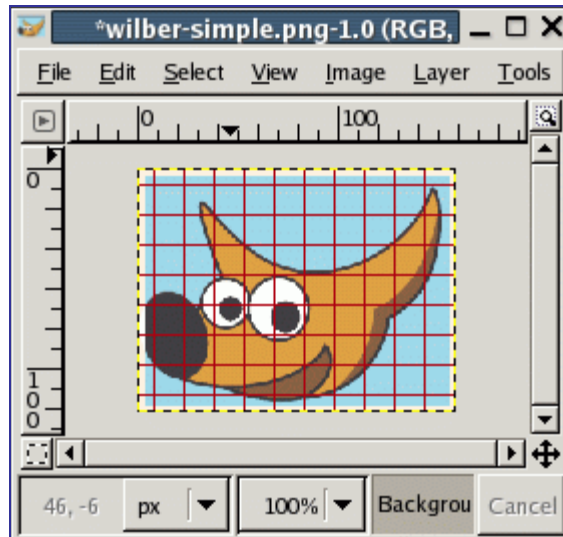 *wilber-simple.png-1.0 (RGB,
File Edit Select View Image Layer Tools
0 100
0
100
46, -6 px 100% Backgrou Cancel